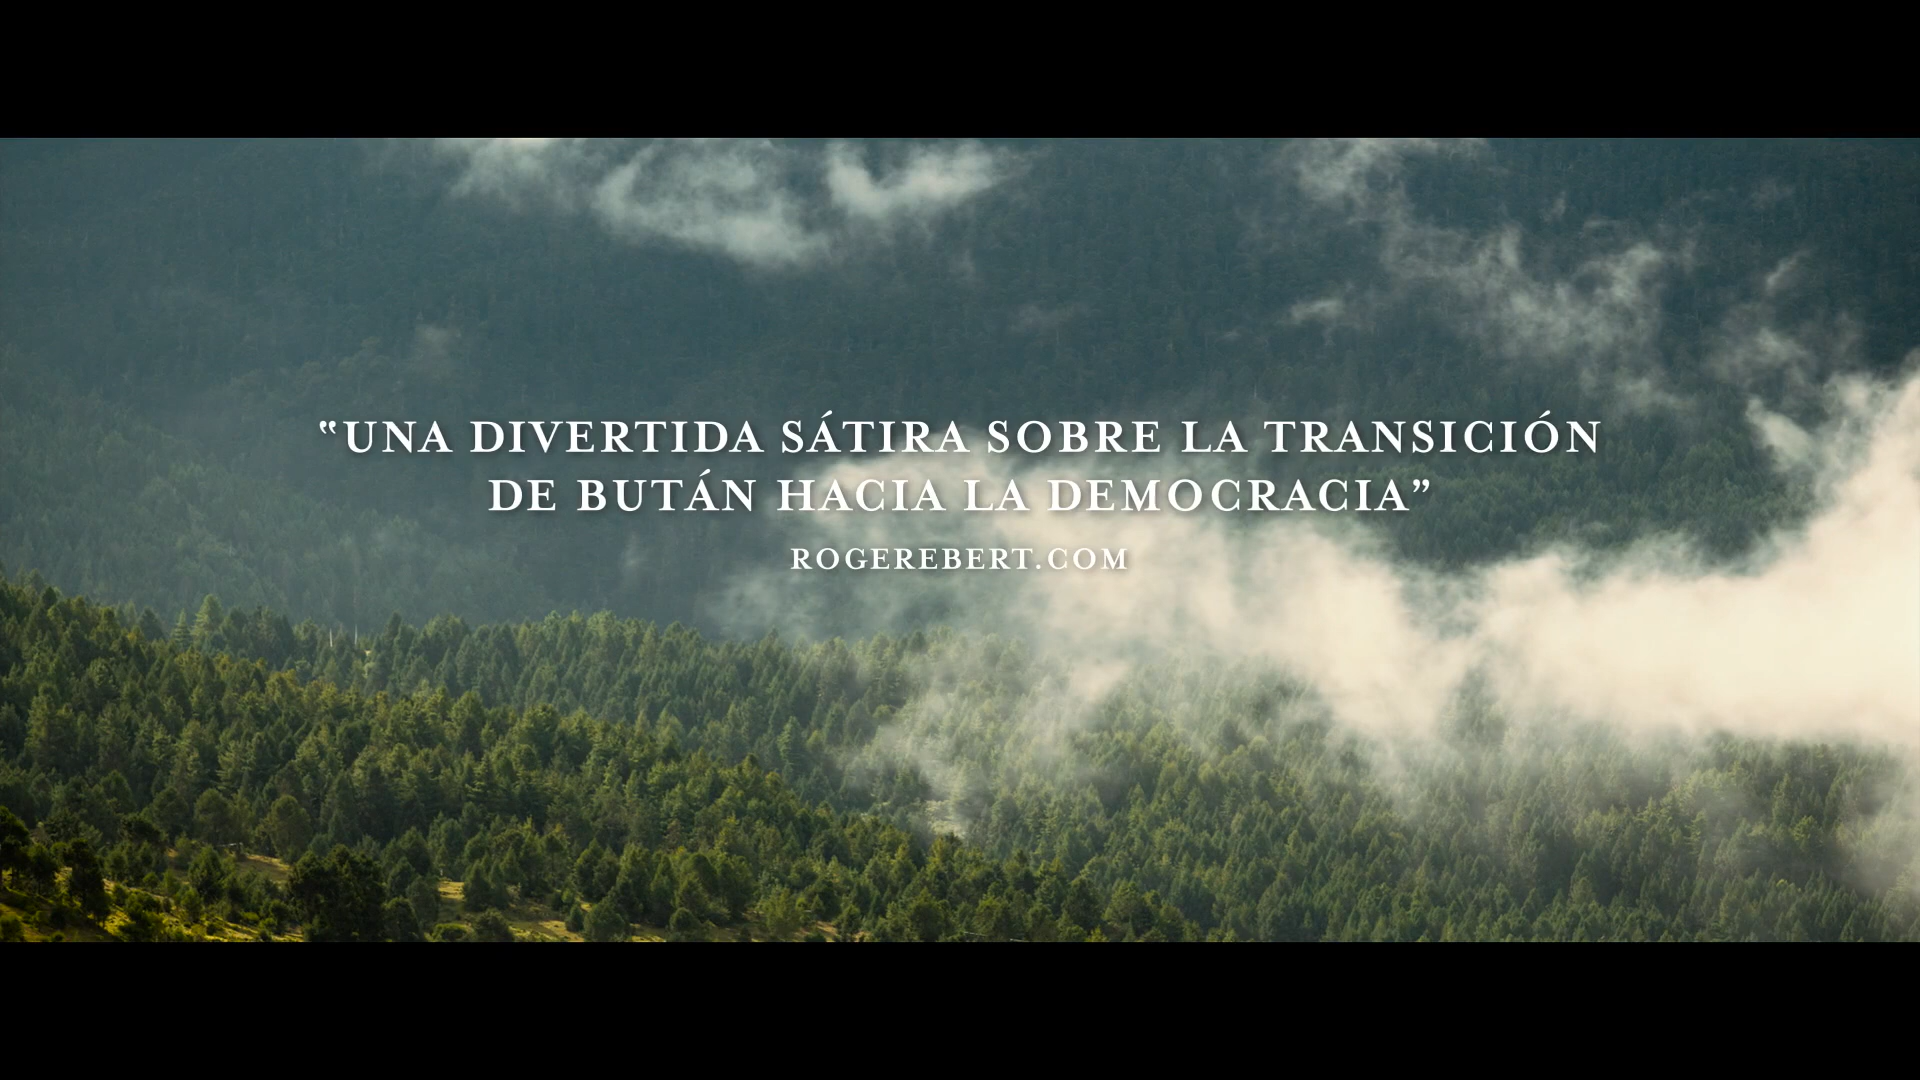 “UNA DIVERTIDA SÁTIRA SOBRE LA TRANSICIÓN
DE BUTÁN HACIA LA DEMOCRACIA”
ROGEREBERT.COM